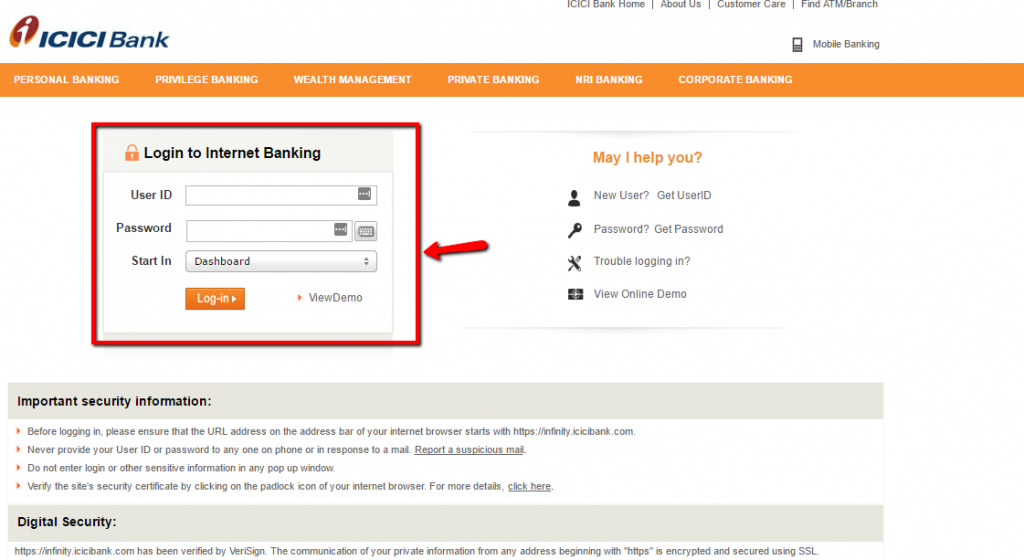 ICICI Bank Home | About Us | Customer Care | Find ATM/Branch
i ICICI Bank
Mobile Banking
PERSONAL BANKING PRIVILEGE BANKING WEALTH MANAGEMENT PRIVATE BANKING NRI BANKING CORPORATE BANKING
Login to Internet Banking
User ID
Password
Start In Dashboard
Log-in ViewDemo
May I help you?
New User? Get UserID
Password? Get Password
Trouble logging in?
View Online Demo
Important security information:
Before logging in, please ensure that the URL address on the address bar of your internet browser starts with https://infinity.icicibank.com.
Never provide your User ID or password to any one on phone or in response to a mail. Report a suspicious mail.
Do not enter login or other sensitive information in any pop up window.
Verify the site's security certificate by clicking on the padlock icon of your internet browser. For more details, click here.
Digital Security:
https://infinity.icicibank.com has been verified by VeriSign. The communication of your private information from any address beginning with "https" is encrypted and secured using SSL.